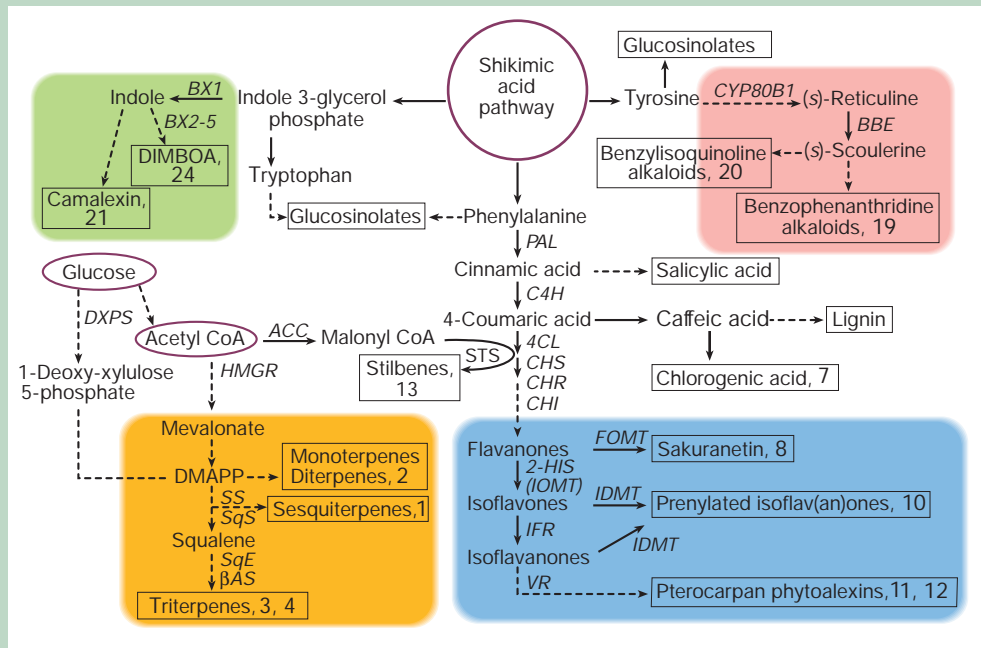 Shikimic
acid
pathway
Glucosinolates
Tyrosine
CYP80B1
(s)-Reticuline
BBE
(s)-Scoulerine
Benzylisoquinoline
alkaloids, 20
Benzophenanthridine
alkaloids, 19
Indole
BX1
Indole 3-glycerol
phosphate
BX2-5
DIMBOA,
24
Camalexin,
21
Tryptophan
Glucosinolates
Phenylalanine
PAL
Cinnamic acid
Salicylic acid
C4H
4-Coumaric acid
Caffeic acid
Lignin
Chlorogenic acid, 7
Glucose
DXPS
Acetyl CoA
ACC
Malonyl CoA
STS
Stilbenes,
13
4CL
CHS
CHR
CHI
1-Deoxy-xylulose
5-phosphate
HMGR
Mevalonate
DMAPP
Monoterpenes
Diterpenes, 2
SS
SqS
Sesquiterpenes,1
Squalene
SqE
βAS
Triterpenes, 3, 4
Flavanones
FOMT
Sakuranetin, 8
2-HIS
(IOMT)
Isoflavones
IDMT
Prenylated isoflav(an)ones, 10
IFR
IDMT
Isoflavanones
VR
Pterocarpan phytoalexins,11, 12